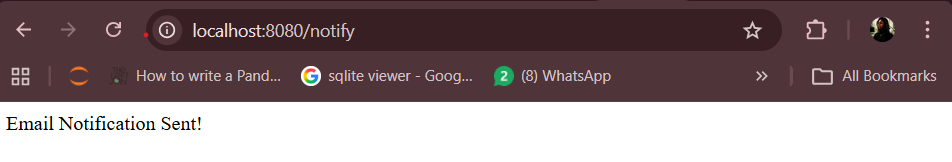 localhost:8080/notify
How to write a Pand... sqlite viewer - Goog... 2 (8) WhatsApp » All Bookmarks
Email Notification Sent!